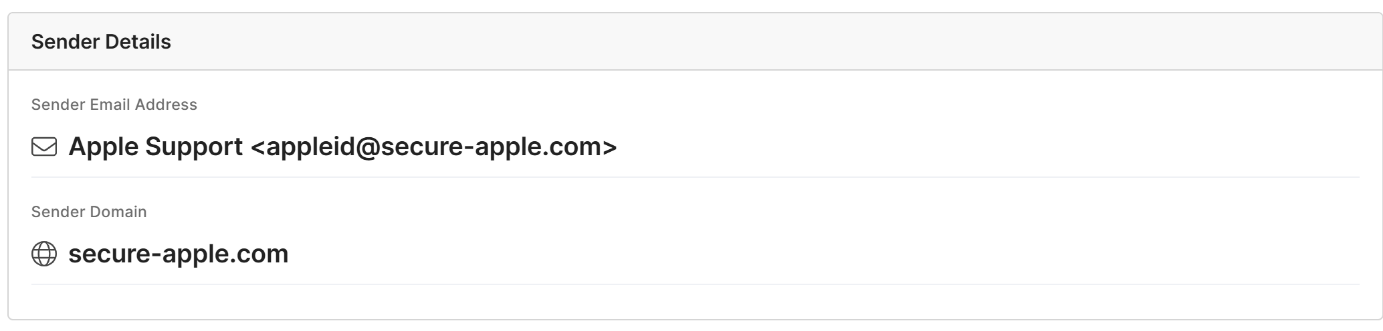 Sender Details
Sender Email Address
Apple Support <appleid@secure-apple.com>
Sender Domain
secure-apple.com